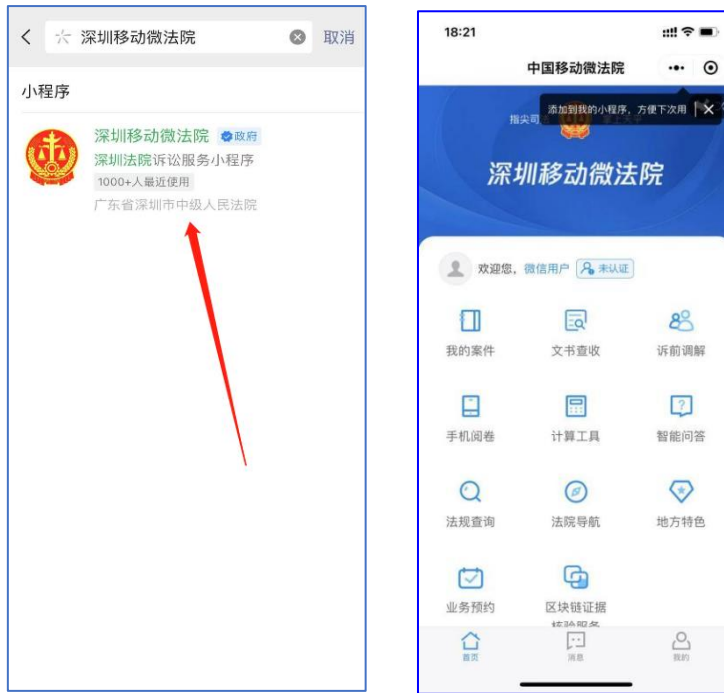 深圳移动微法院
取消
小程序
深圳移动微法院 政府
深圳法院诉讼服务小程序
1000+人最近使用
广东省深圳市中级人民法院
18:21
中国移动微法院
添加到我的小程序，方便下次用
指尖司
深圳移动微法院
欢迎您，微信用户 未认证
我的案件 文书查收 诉前调解
手机阅卷 计算工具 智能问答
法规查询 法院导航 地方特色
业务预约 区块链证据
核验服务
首页 消息 我的